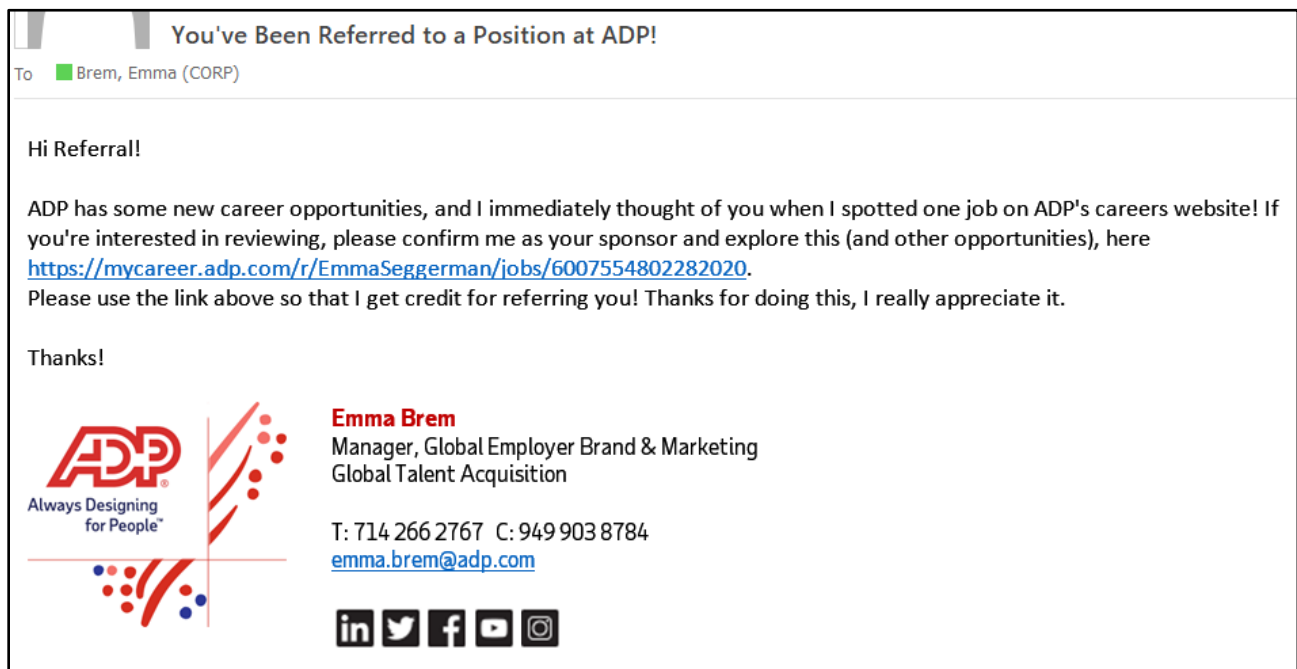 You've Been Referred to a Position at ADP!
To Brem, Emma (CORP)
Hi Referral!
ADP has some new career opportunities, and I immediately thought of you when I spotted one job on ADP's careers website! If
you're interested in reviewing, please confirm me as your sponsor and explore this (and other opportunities), here
https://mycareer.adp.com/r/EmmaSeggerman/jobs/6007554802282020.
Please use the link above so that I get credit for referring you! Thanks for doing this, I really appreciate it.
Thanks!
ADP®
Always Designing
for People™
Emma Brem
Manager, Global Employer Brand & Marketing
Global Talent Acquisition
T: 714 266 2767 C: 949 903 8784
emma.brem@adp.com